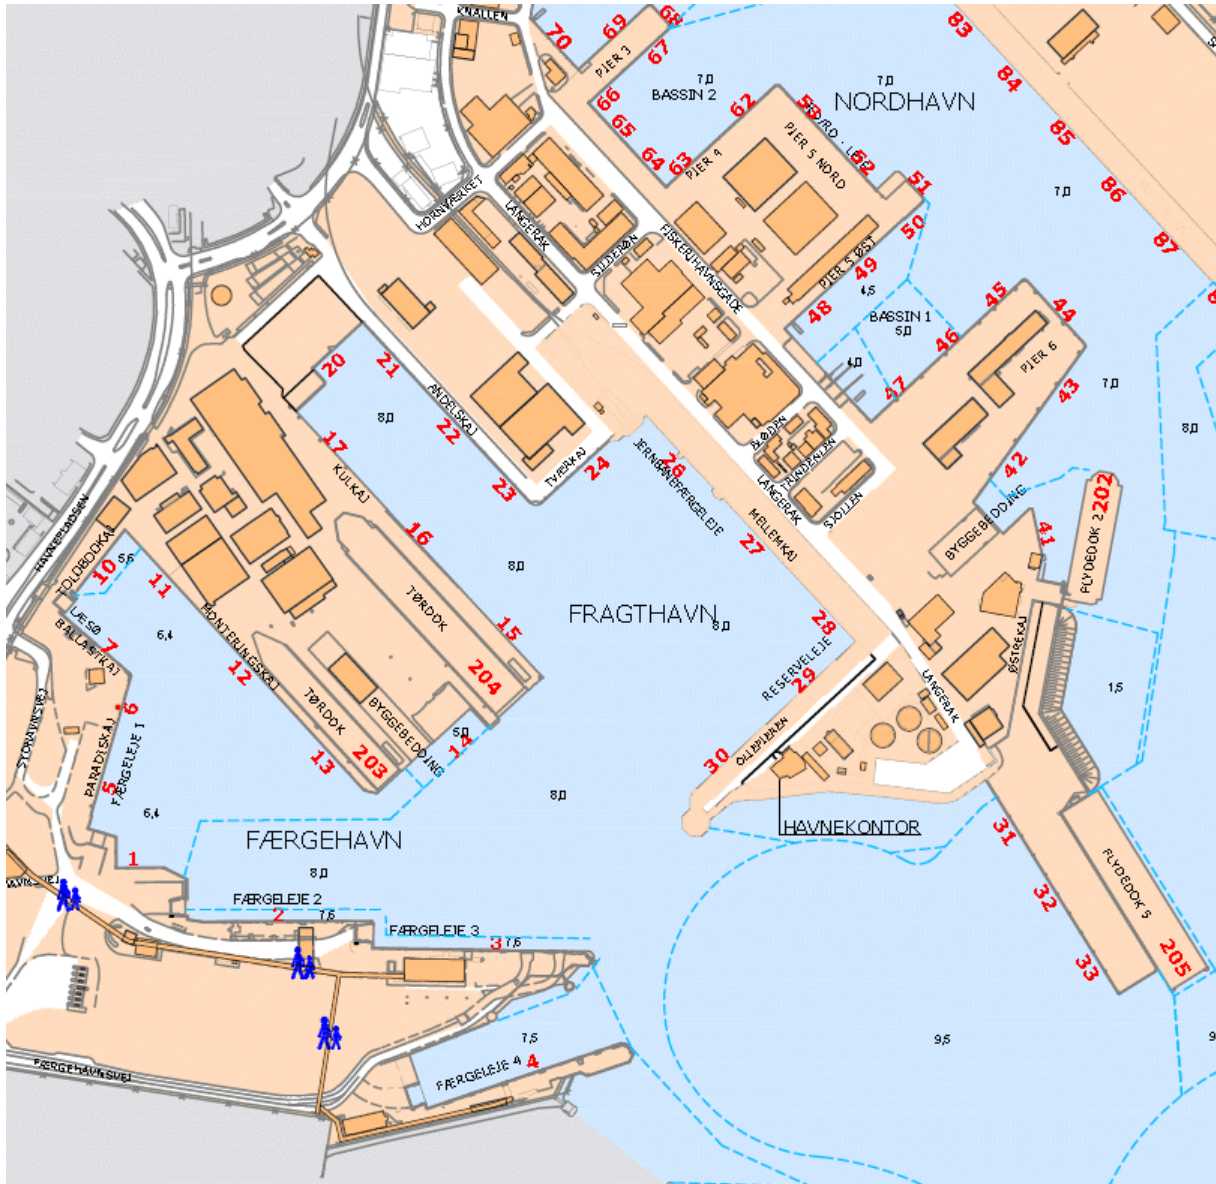 KNALLEN
70
69
68
PIER 3
67
83
7,0
BASSIN 2
66
62
53
7,0
NORDHAVN
84
65
PIER 4
PIER 5 NORD
85
64
63
52
51
7,0
86
HORNVÆRKET
LANGERAK
SILDERØN
FISKERIHAVNSGADE
50
87
PIER 5 ØST
49
4,5
48
BASSIN 1
5,0
45
44
46
20
21
4,0
PIER 6
47
43
7,0
ANDELSKAJ
8,0
22
8,0
17
KULKAJ
23
TVÆRKAJ
24
JERNBANEFÆRGELEJE
26
BLØDEN
TRINDENLEN
LANGERAK
SJOLLEN
42
HAVNEPLADSEN
TOLDBODKAJ
5,6
10
11
16
8,0
MELLEMKAJ
27
BYGGEBEDDING
41
202
FLYDEDOK 2
LÆSØ
BALLASTKAJ
7
6,4
MONTERINGSKAJ
12
TØRDOK
15
204
FRAGTHAVN
8,0
28
RESERVELEJE
29
ØSTREKAJ
LANGERAK
1,5
6
PARADISKAJ
FÆRGELEJE 1
5
TØRDOK
BYGGEBEDDING
203
13
5,0
14
30
OLIEPIEREN
6,4
8,0
31
HAVNEKONTOR
FÆRGEHAVN
1
8,0
FLYDEDOK 5
32
FÆRGELEJE 2
2
7,6
FÆRGELEJE 3
3
7,6
33
205
7,5
9,5
FÆRGELEJE 4
4
FÆRGEHAVNSVEJ